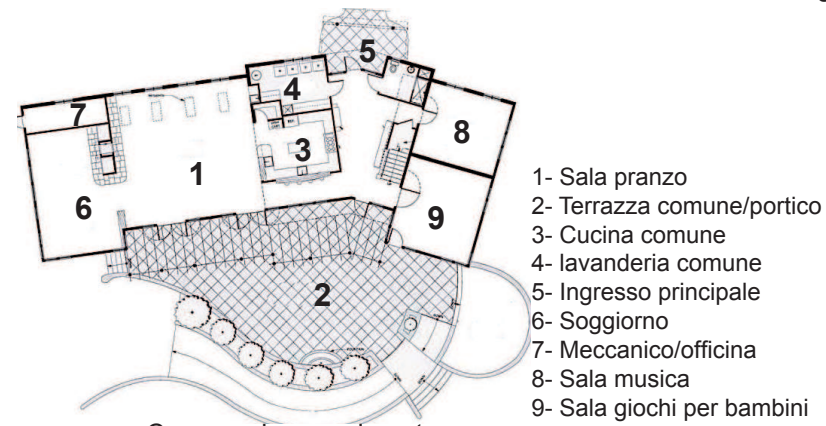 5
4
7
8
3
1
6
9
2
1- Sala pranzo
2- Terrazza comune/portico
3- Cucina comune
4- lavanderia comune
5- Ingresso principale
6- Soggiorno
7- Meccanico/officina
8- Sala musica
9- Sala giochi per bambini